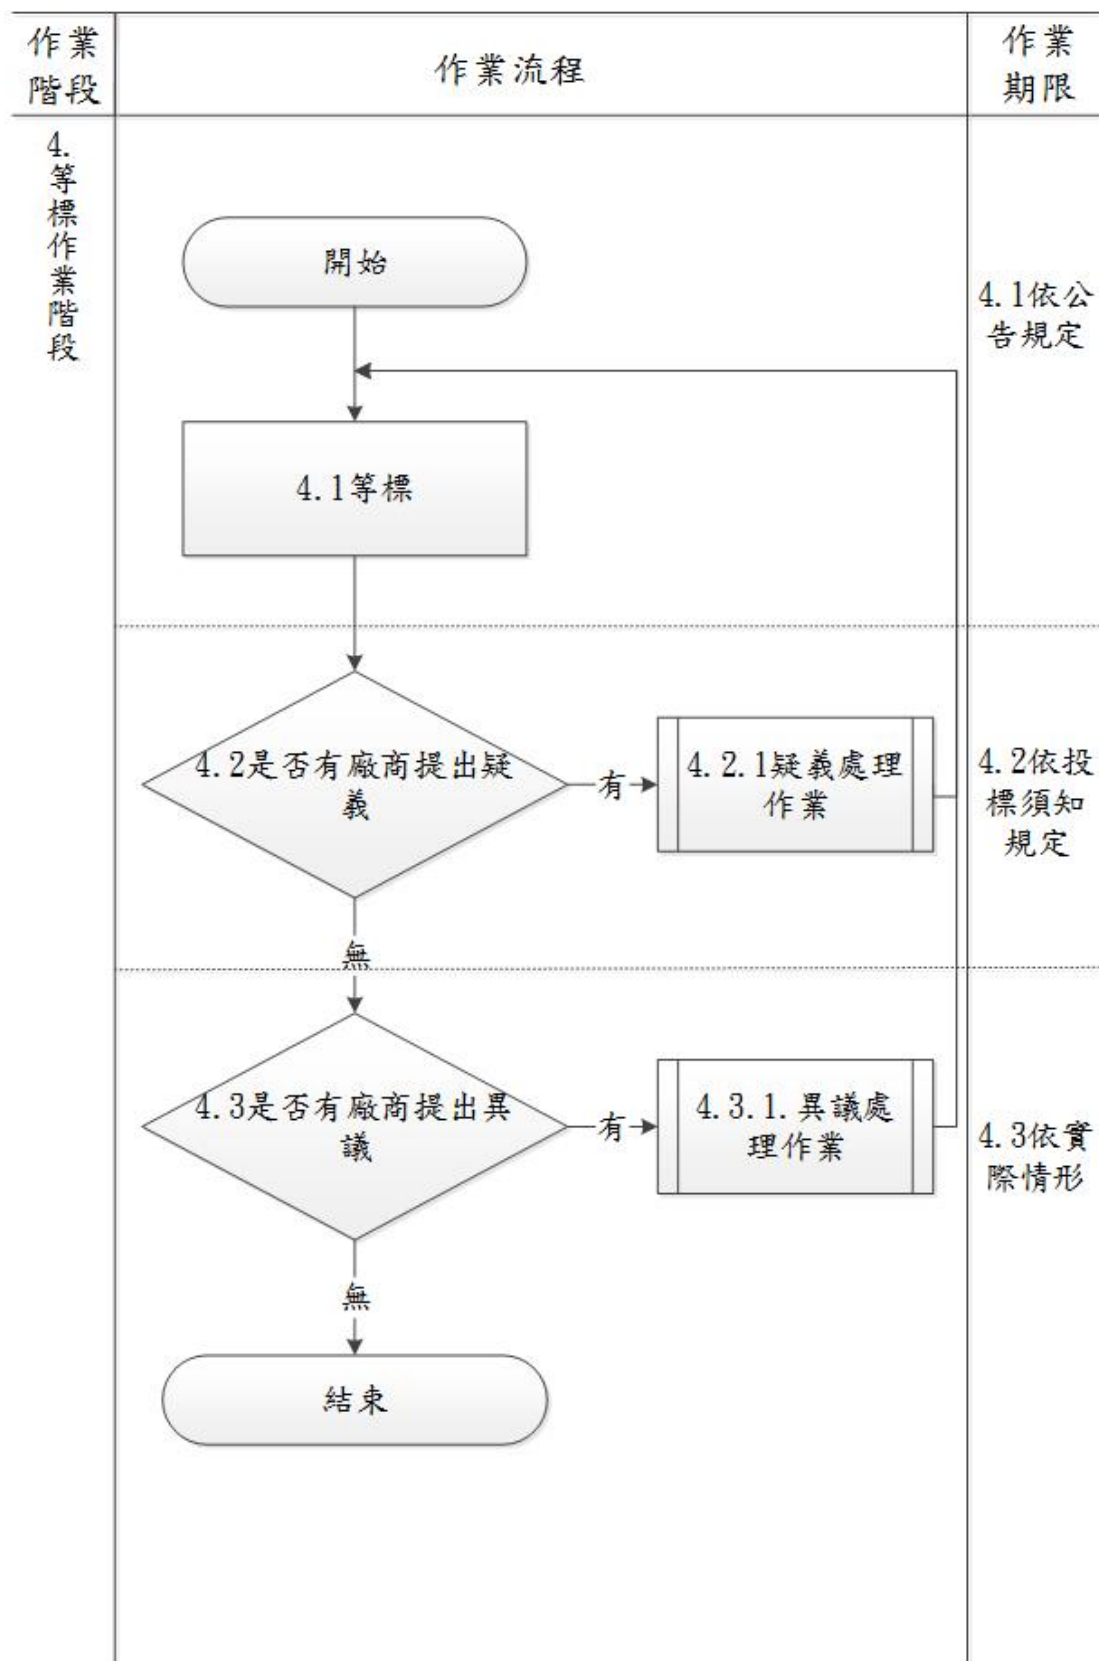 作業
階段
作業流程
作業
期限
4.
等
標
作
業
階
段
開始
4.1依公
告規定
4.1等標
4.2是否有廠商提出疑
義
有
4.2.1疑義處理
作業
4.2依投
標須知
規定
無
4.3是否有廠商提出異
議
有
4.3.1.異議處
理作業
4.3依實
際情形
無
結束